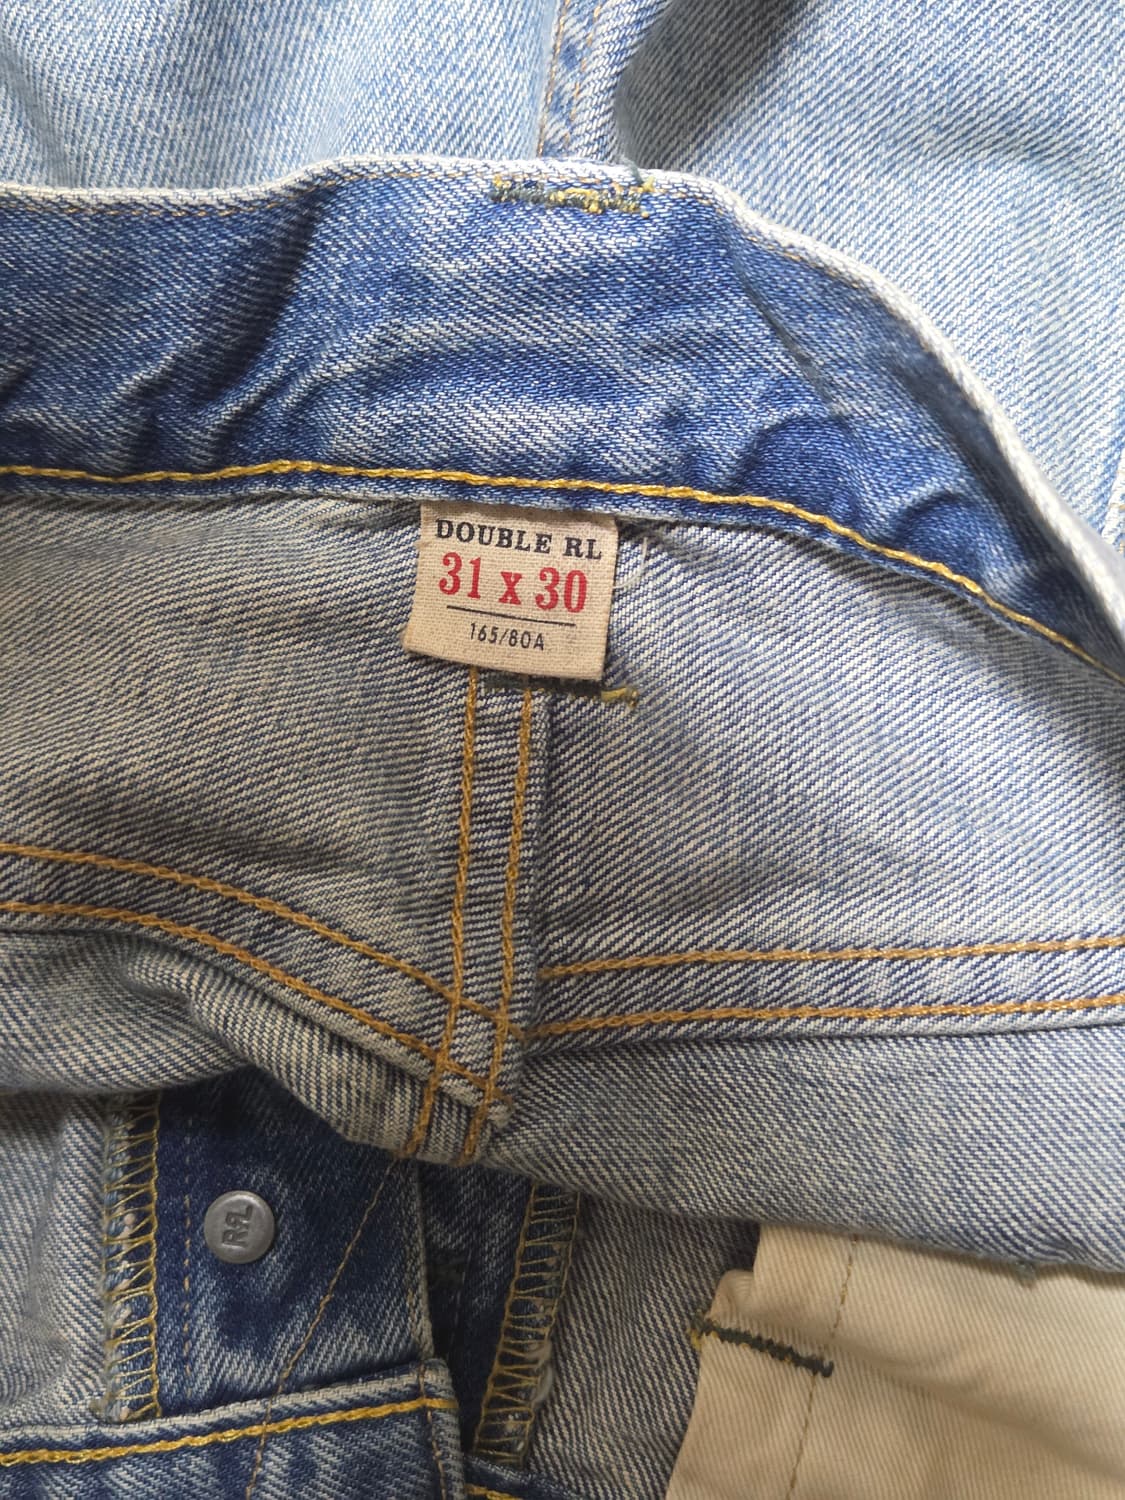 DOUBLE RL
31 x 30
165/80A
RRL